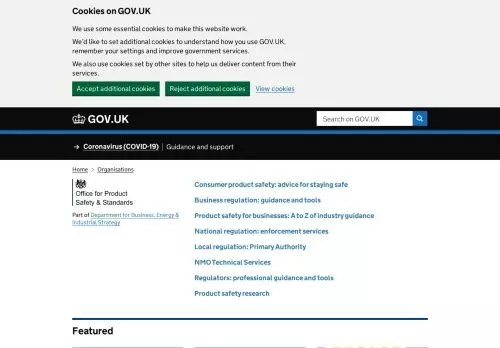 Cookies on GOV.UK
We use some essential cookies to make this website work.
We'd like to set additional cookies to understand how you use GOV.UK,
remember your settings and improve government services.
We also use cookies set by other sites to help us deliver content from their
services.
Accept additional cookies Reject additional cookies View cookies
GOV.UK Search on GOV.UK
→ Coronavirus (COVID-19) | Guidance and support
Home > Organisations
Office for Product
Safety & Standards
Part of Department for Business, Energy &
Industrial Strategy
Consumer product safety: advice for staying safe
Business regulation: guidance and tools
Product safety for businesses: A to Z of industry guidance
National regulation: enforcement services
Local regulation: Primary Authority
NMO Technical Services
Regulators: professional guidance and tools
Product safety research
Featured